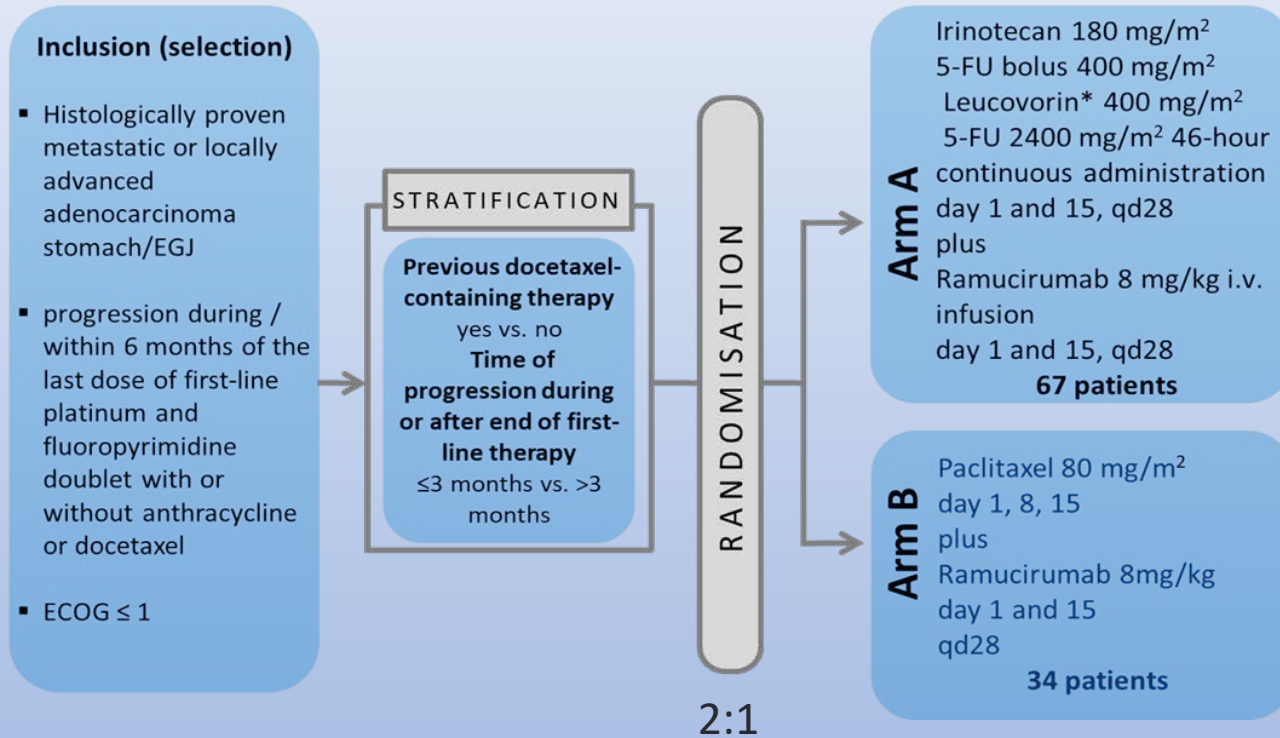 Inclusion (selection)
▪ Histologically proven
metastatic or locally
advanced
adenocarcinoma
stomach/EGJ
▪ progression during /
within 6 months of the
last dose of first-line
platinum and
fluoropyrimidine
doublet with or
without anthracycline
or docetaxel
▪ ECOG ≤ 1
STRATIFICATION
Previous docetaxel-
containing therapy
yes vs. no
Time of
progression during
or after end of first-
line therapy
≤3 months vs. >3
months
RANDOMISATION
2:1
Arm A
Irinotecan 180 mg/m²
5-FU bolus 400 mg/m²
Leucovorin* 400 mg/m²
5-FU 2400 mg/m² 46-hour
continuous administration
day 1 and 15, qd28
plus
Ramucirumab 8 mg/kg i.v.
infusion
day 1 and 15, qd28
67 patients
Arm B
Paclitaxel 80 mg/m²
day 1, 8, 15
plus
Ramucirumab 8mg/kg
day 1 and 15
qd28
34 patients